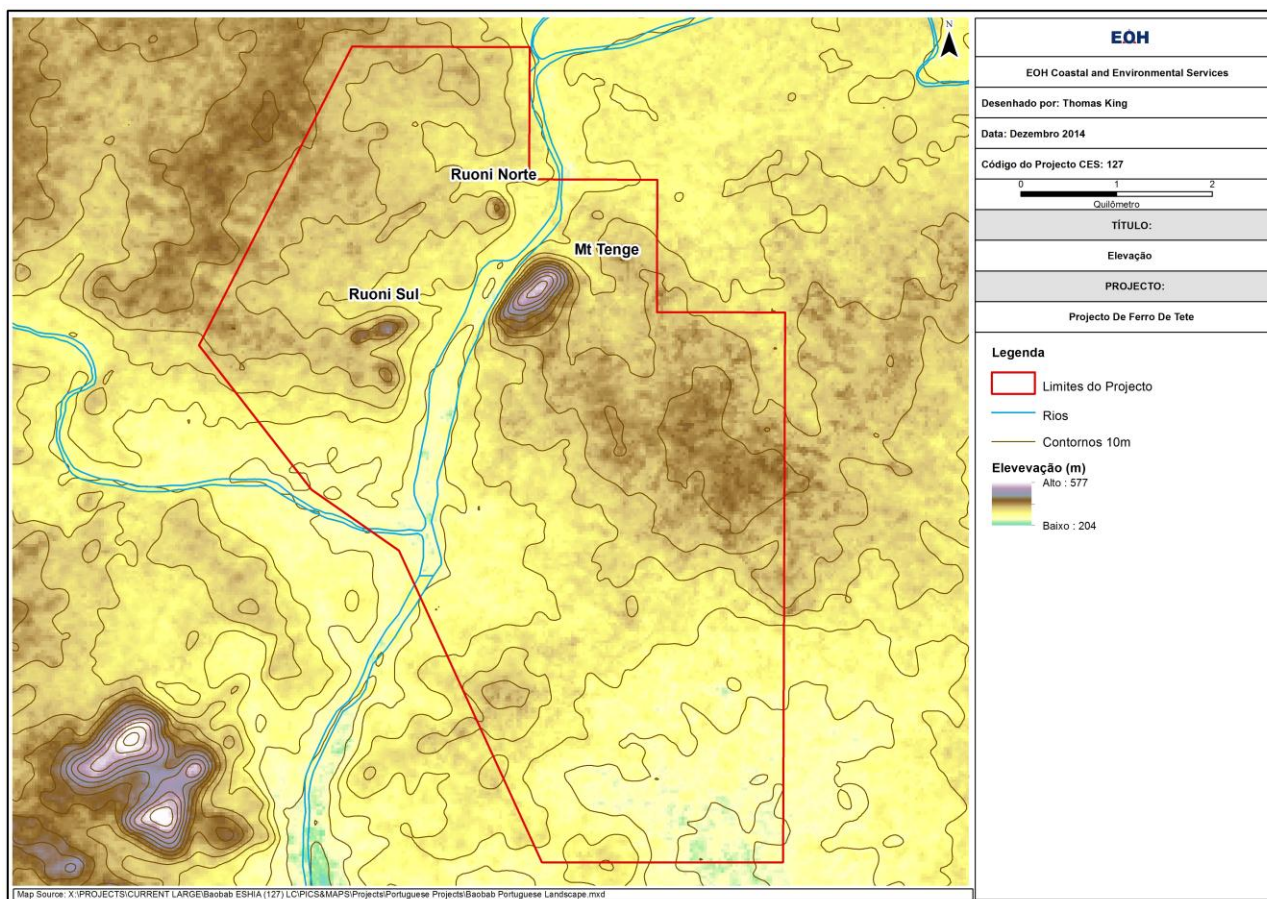 N
Ruoni Norte
Mt Tenge
Ruoni Sul
EOH
EOH Coastal and Environmental Services
Desenhado por: Thomas King
Data: Dezembro 2014
Código do Projecto CES: 127
0 1 2
Quilômetro
TÍTULO:
Elevação
PROJECTO:
Projecto De Ferro De Tete
Legenda
Limites do Projecto
Rios
Contornos 10m
Elevevação (m)
Alto : 577
Baixo : 204
Map Source: X:\PROJECTS\CURRENT LARGE\Baobab ESHIA (127) LC\PICS&MAPS\Projects\Portuguese Projects\Baobab Portuguese Landscape.mxd